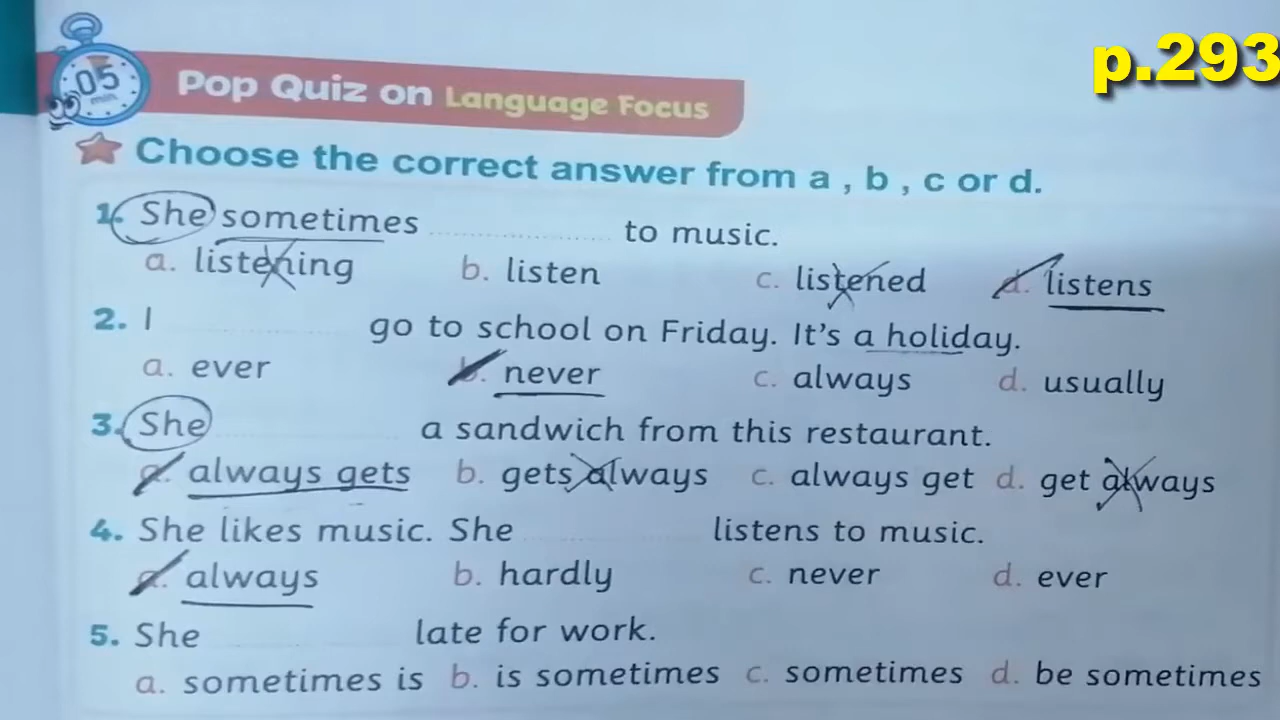 p.293
05
min
Pop Quiz on Language Focus
Choose the correct answer from a , b , c or d.
1. She sometimes .................... to music.
a. listening b. listen c. listened d. listens
2. I go to school on Friday. It's a holiday.
a. ever b. never c. always d. usually
3. She a sandwich from this restaurant.
a. always gets b. gets always c. always get d. get always
4. She likes music. She listens to music.
a. always b. hardly c. never d. ever
5. She late for work.
a. sometimes is b. is sometimes c. sometimes d. be sometimes